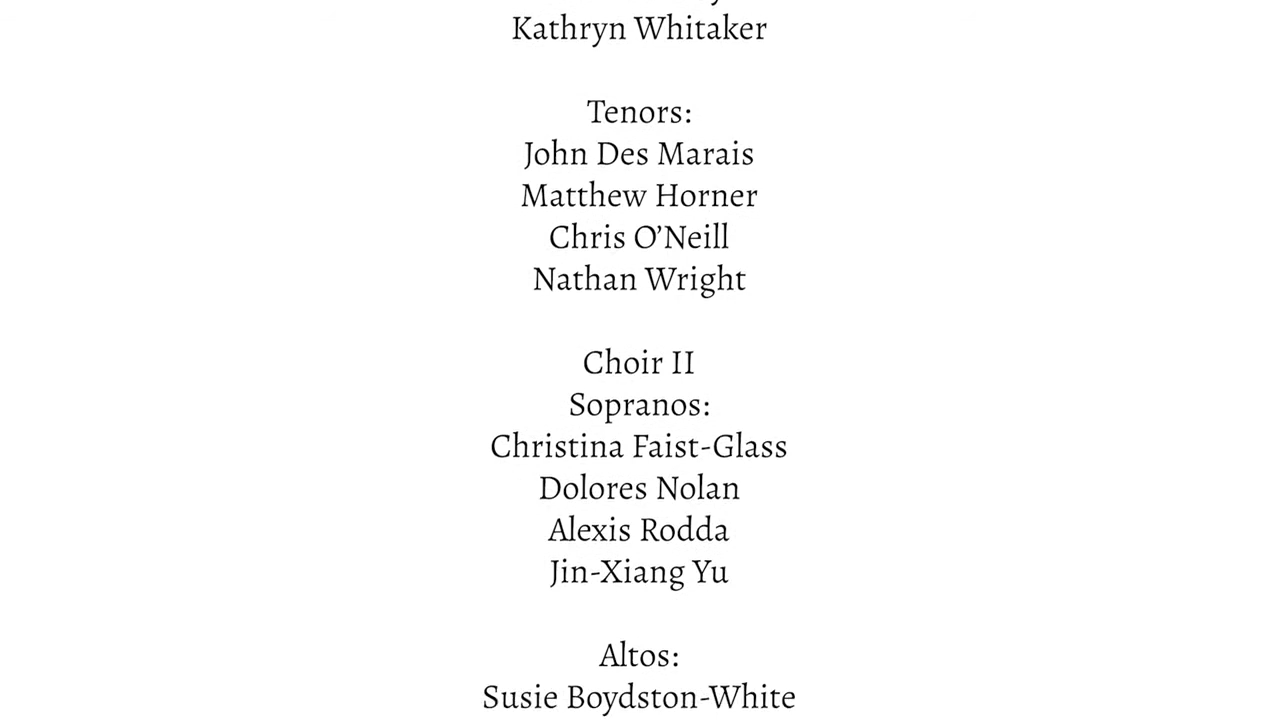 Kathryn Whitaker
Tenors:
John Des Marais
Matthew Horner
Chris O’Neill
Nathan Wright
Choir II
Sopranos:
Christina Faist-Glass
Dolores Nolan
Alexis Rodda
Jin-Xiang Yu
Altos:
Susie Boydston-White